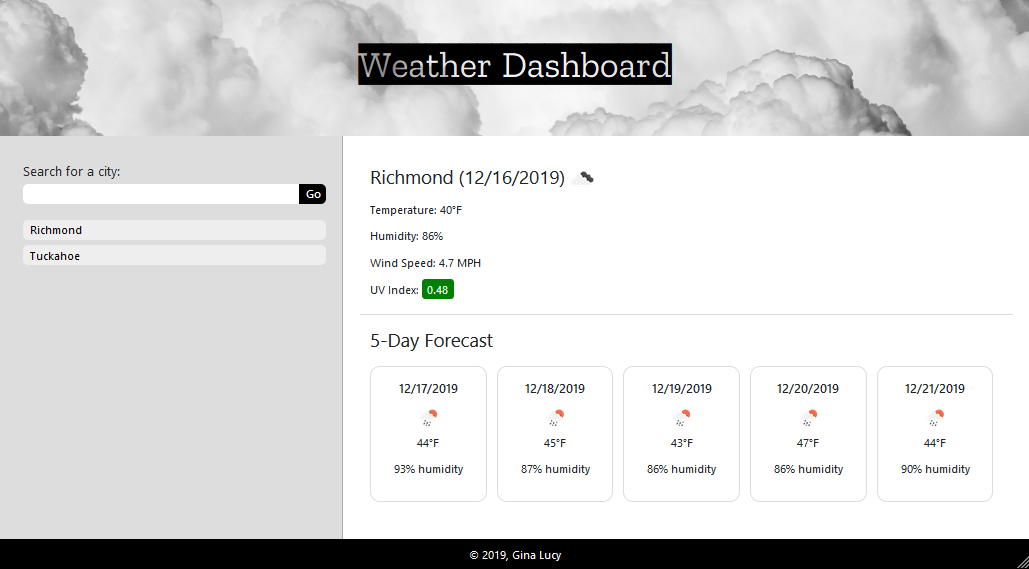 Weather Dashboard
Search for a city:
Go
Richmond
Tuckahoe
Richmond (12/16/2019)
Temperature: 40°F
Humidity: 86%
Wind Speed: 4.7 MPH
UV Index: 0.48
5-Day Forecast
12/17/2019
44°F
93% humidity
12/18/2019
45°F
87% humidity
12/19/2019
43°F
86% humidity
12/20/2019
47°F
86% humidity
12/21/2019
44°F
90% humidity
© 2019, Gina Lucy